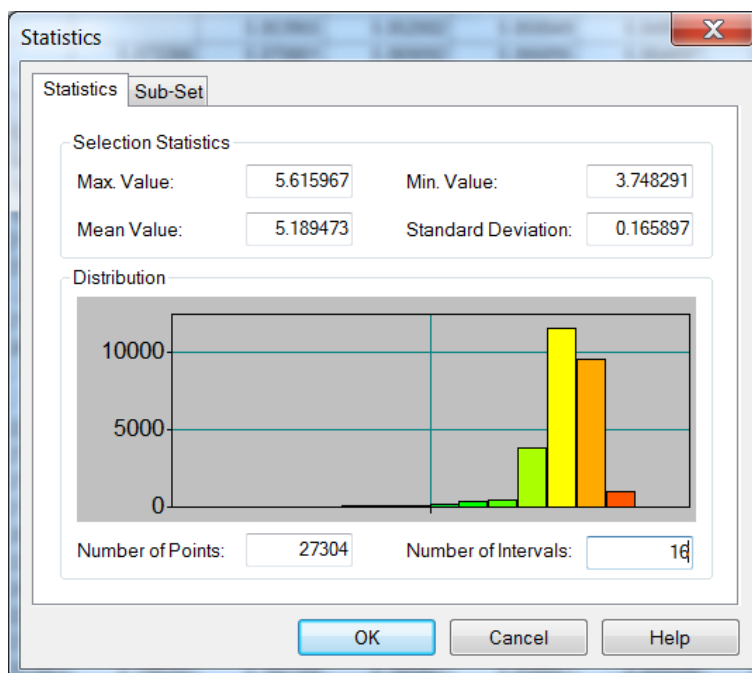 Statistics
X
Statistics Sub-Set
Selection Statistics
Max. Value: 5.615967 Min. Value: 3.748291
Mean Value: 5.189473 Standard Deviation: 0.165897
Distribution
10000
5000
0
Number of Points: 27304 Number of Intervals: 16
OK Cancel Help